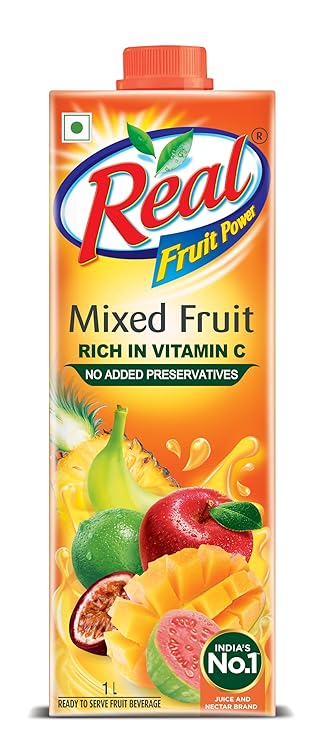 Real
®
Fruit Power
Mixed Fruit
RICH IN VITAMIN C
NO ADDED PRESERVATIVES
INDIA'S
No.1
JUICE AND
NECTAR BRAND
1 L
READY TO SERVE FRUIT BEVERAGE